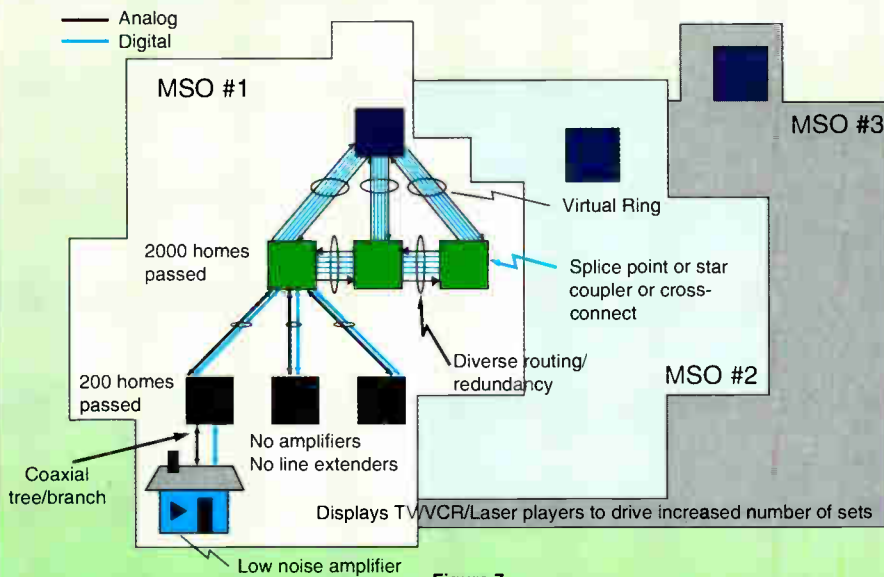 Analog
Digital
MSO #1
MSO #3
Virtual Ring
2000 homes
passed
Splice point or star
coupler or cross-
connect
Diverse routing/
redundancy
MSO #2
200 homes
passed
No amplifiers
No line extenders
Coaxial
tree/branch
Displays TV/VCR/Laser players to drive increased number of sets
Low noise amplifier
Figure 7